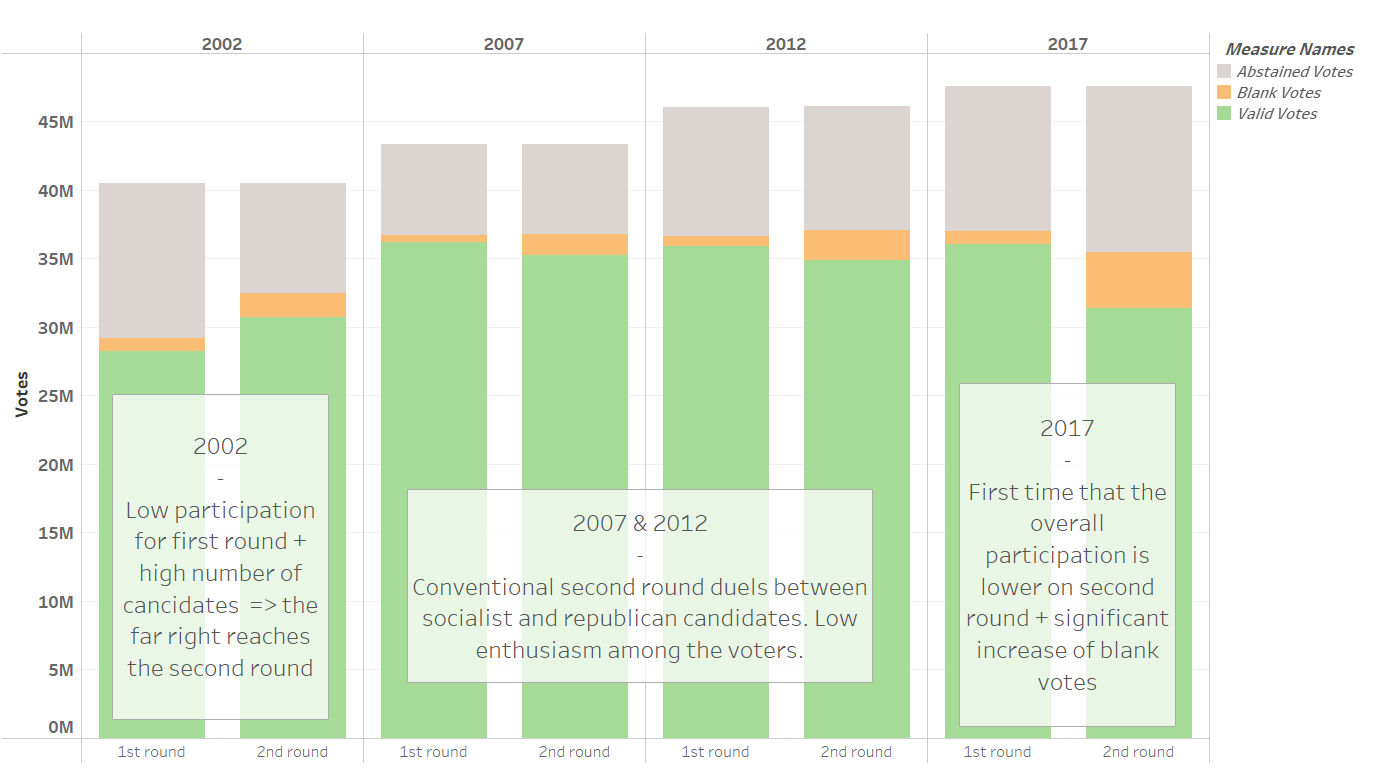 2002
2007
2012
2017
Measure Names
Abstained Votes
Blank Votes
Valid Votes
45M
40M
35M
30M
25M
20M
15M
10M
5M
0M
Votes
2002
-
Low participation
for first round +
high number of
cancidates => the
far right reaches
the second round
2007 & 2012
-
Conventional second round duels between
socialist and republican candidates. Low
enthusiasm among the voters.
2017
-
First time that the
overall
participation is
lower on second
round + significant
increase of blank
votes
1st round
2nd round
1st round
2nd round
1st round
2nd round
1st round
2nd round